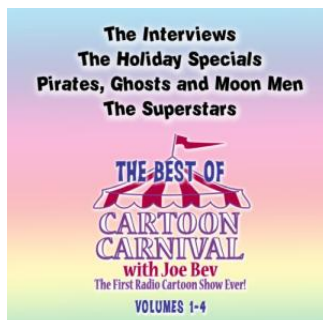 The Interviews
The Holiday Specials
Pirates, Ghosts and Moon Men
The Superstars
THE BEST OF
CARTOON
CARNIVAL
with Joe Bev
The First Radio Cartoon Show Ever!
VOLUMES 1-4